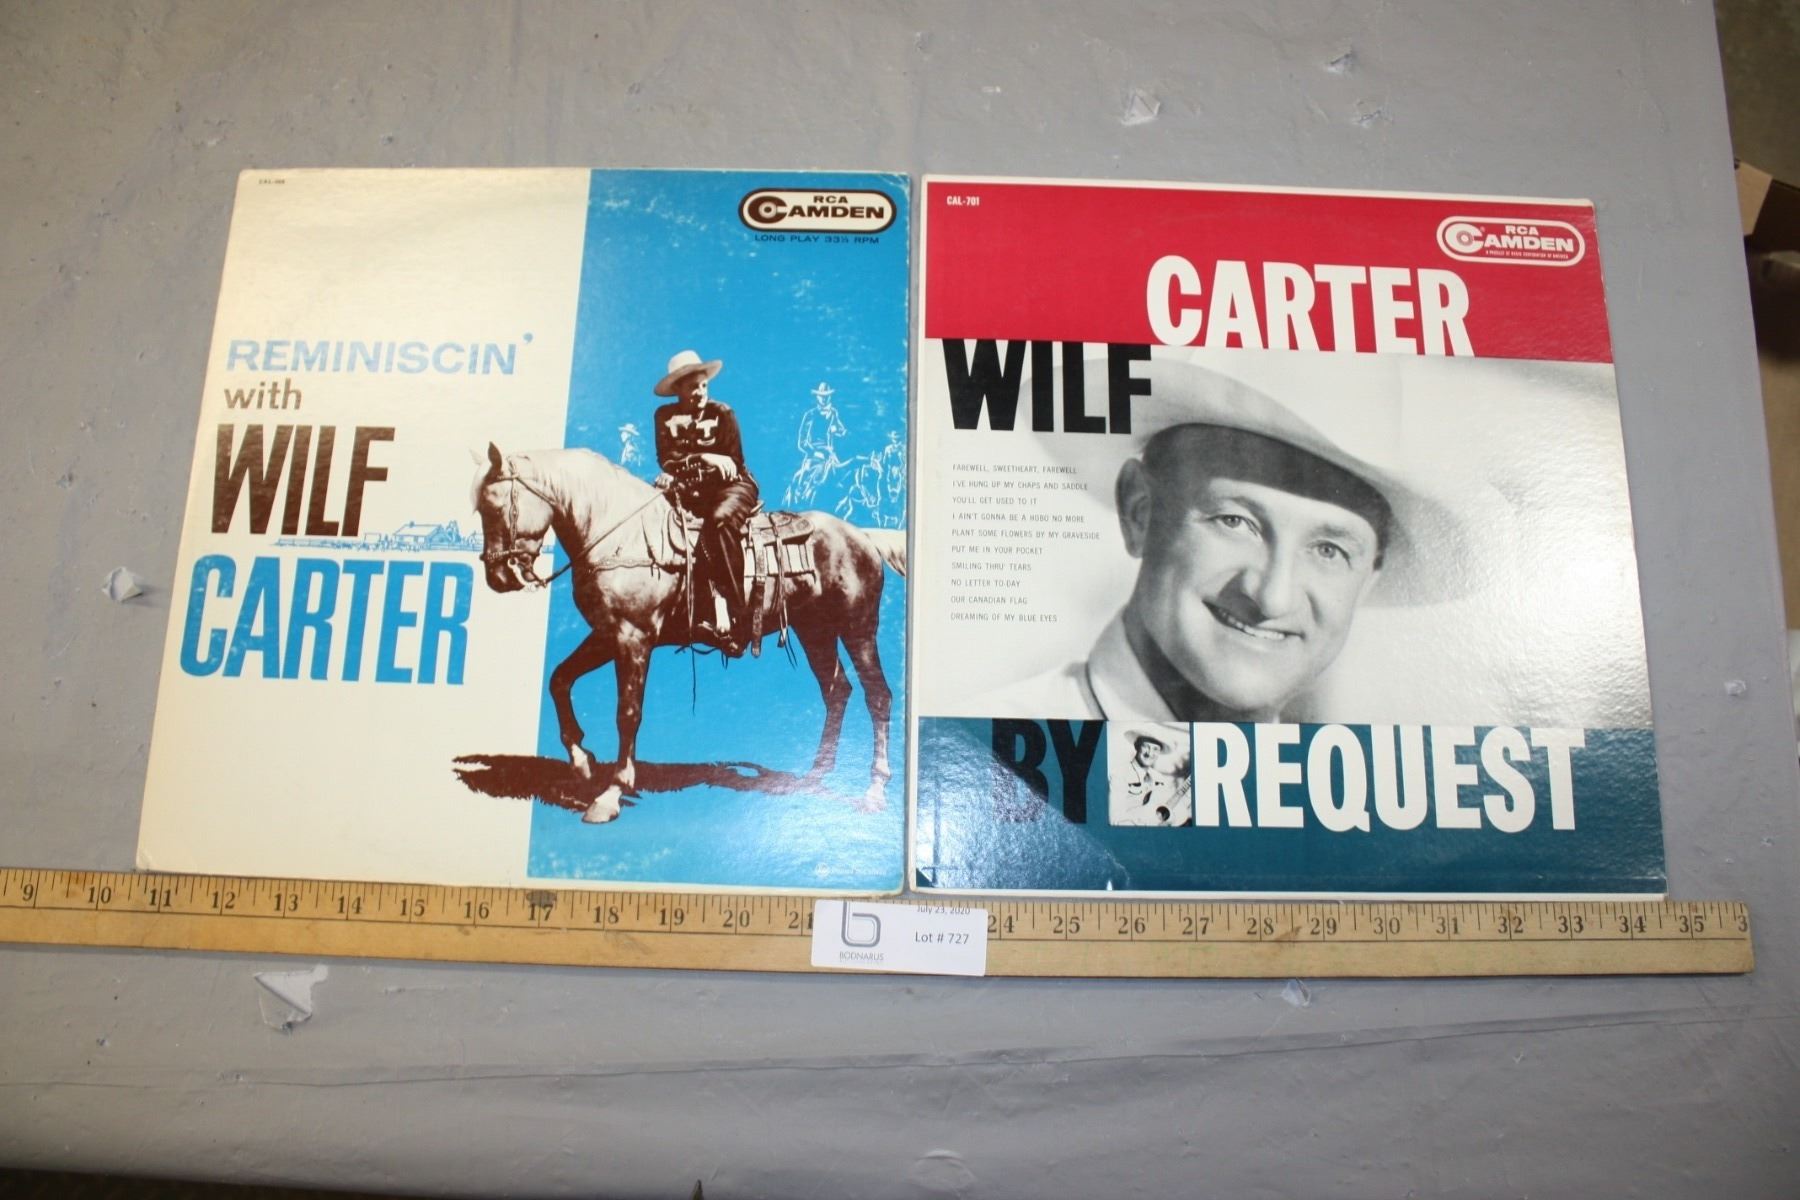 RCA
CAMDEN
LONG PLAY 33⅓ RPM
REMINISCIN'
with
WILF
CARTER
CAL-701
RCA
CAMDEN
CARTER
WILF
FAREWELL, SWEETHEART, FAREWELL
I'VE HUNG UP MY CHAPS AND SADDLE
YOU'LL GET USED TO IT
I AIN'T GONNA BE A HOBO NO MORE
PLANT SOME FLOWERS BY MY GRAVESIDE
PUT ME IN YOUR POCKET
SMILING THRU' TEARS
NO LETTER TO-DAY
OUR CANADIAN FLAG
DREAMING OF MY BLUE EYES
BY REQUEST
9 10 11 12 13 14 15 16 17 18 19 20 21 24 25 26 27 28 29 30 31 32 33 34 35 3
July 23, 2020
Lot # 727
BODNARUS